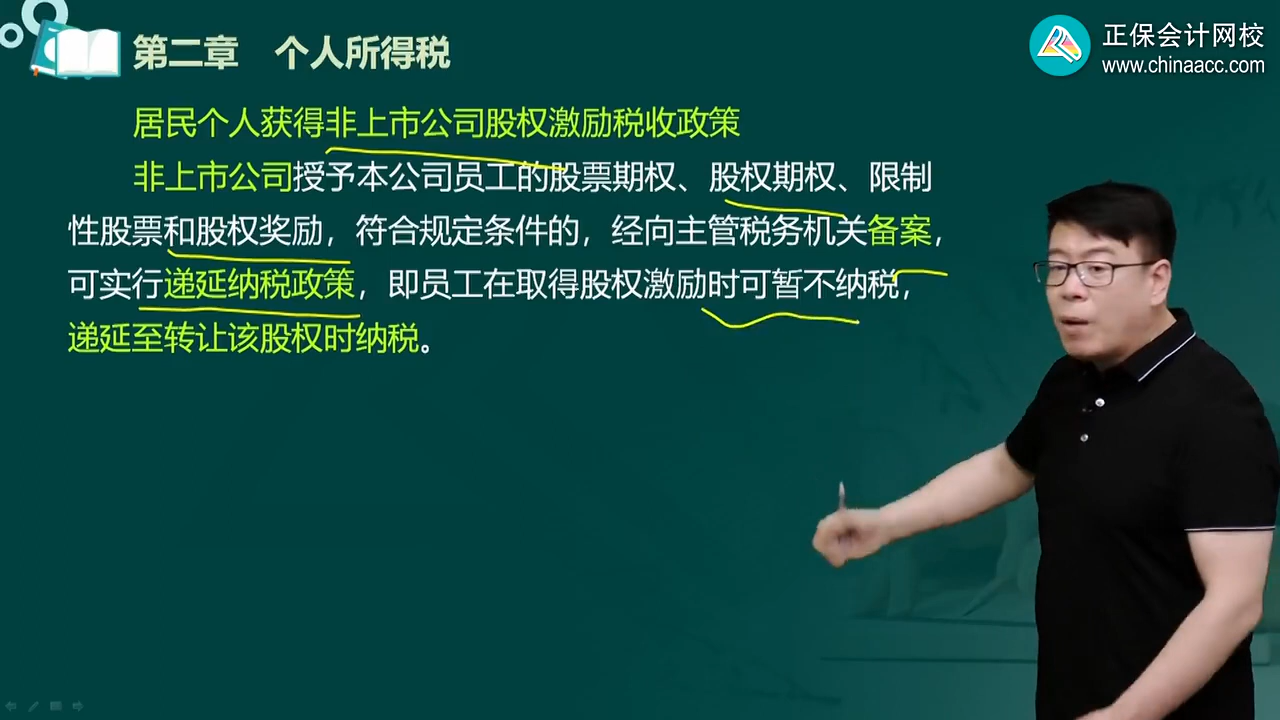 第二章 个人所得税
正保会计网校
www.chinaacc.com
居民个人获得非上市公司股权激励税收政策
非上市公司授予本公司员工的股票期权、股权期权、限制
性股票和股权奖励，符合规定条件的，经向主管税务机关备案，
可实行递延纳税政策，即员工在取得股权激励时可暂不纳税，
递延至转让该股权时纳税。